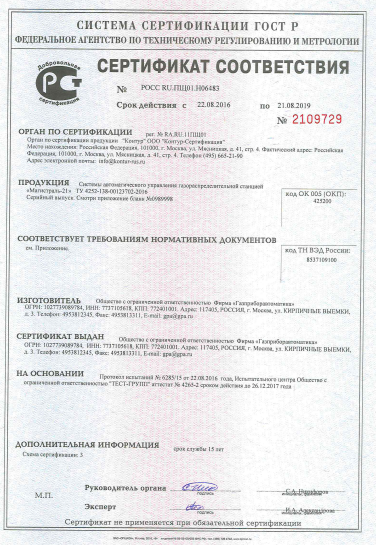 СИСТЕМА СЕРТИФИКАЦИИ ГОСТ Р
ФЕДЕРАЛЬНОЕ АГЕНТСТВО ПО ТЕХНИЧЕСКОМУ РЕГУЛИРОВАНИЮ И МЕТРОЛОГИИ
Добровольная
сертификация
СЕРТИФИКАТ СООТВЕТСТВИЯ
№ РОСС RU.ПЩ01.Н06483
Срок действия с 22.08.2016 по 21.08.2019
№ 2109729
ОРГАН ПО СЕРТИФИКАЦИИ рег. № RA.RU.11ПЩ01
Орган по сертификации продукции "Контур" ООО "Контур-Сертификация"
Место нахождения: Российская Федерация, 101000, г. Москва, ул. Мясницкая, д. 41, стр. 4. Фактический адрес: Российская
Федерация, 101000, г. Москва, ул. Мясницкая, д. 41, стр. 4. Телефон (495) 665-21-90
Адрес электронной почты: info@kontur-rus.ru
ПРОДУКЦИЯ Системы автоматического управления газораспределительной станцией
«Магистраль-21» ТУ 4252-138-00123702-2016
Серийный выпуск. Смотри приложение бланк №0989998
код ОК 005 (ОКП):
425200
СООТВЕТСТВУЕТ ТРЕБОВАНИЯМ НОРМАТИВНЫХ ДОКУМЕНТОВ
см. Приложение.
код ТН ВЭД России:
8537109100
ИЗГОТОВИТЕЛЬ Общество с ограниченной ответственностью Фирма «Газприборавтоматика»
ОГРН: 1027739089784, ИНН: 7737105618, КПП: 772401001. Адрес: 117405, РОССИЯ, г. Москва, ул. КИРПИЧНЫЕ ВЫЕМКИ,
д. 3. Телефон: 4953812345, Факс: 4953813311, E-mail: gpa@gpa.ru
СЕРТИФИКАТ ВЫДАН Общество с ограниченной ответственностью Фирма «Газприборавтоматика»
ОГРН: 1027739089784, ИНН: 7737105618, КПП: 772401001. Адрес: 117405, РОССИЯ, г. Москва, ул. КИРПИЧНЫЕ ВЫЕМКИ,
д. 3. Телефон: 4953812345, Факс: 4953813311, E-mail: gpa@gpa.ru
НА ОСНОВАНИИ Протокол испытаний № 6285/15 от 22.08.2016 года, Испытательного центра Общество с
ограниченной ответственностью "ТЕСТ-ГРУПП" аттестат № 4265-2 сроком действия до 26.12.2017 года
ДОПОЛНИТЕЛЬНАЯ ИНФОРМАЦИЯ срок службы 15 лет
Схема сертификации: 3
М.П.
Руководитель органа
подпись
Эксперт
подпись
И.А. Александрова
Сертификат не применяется при обязательной сертификации